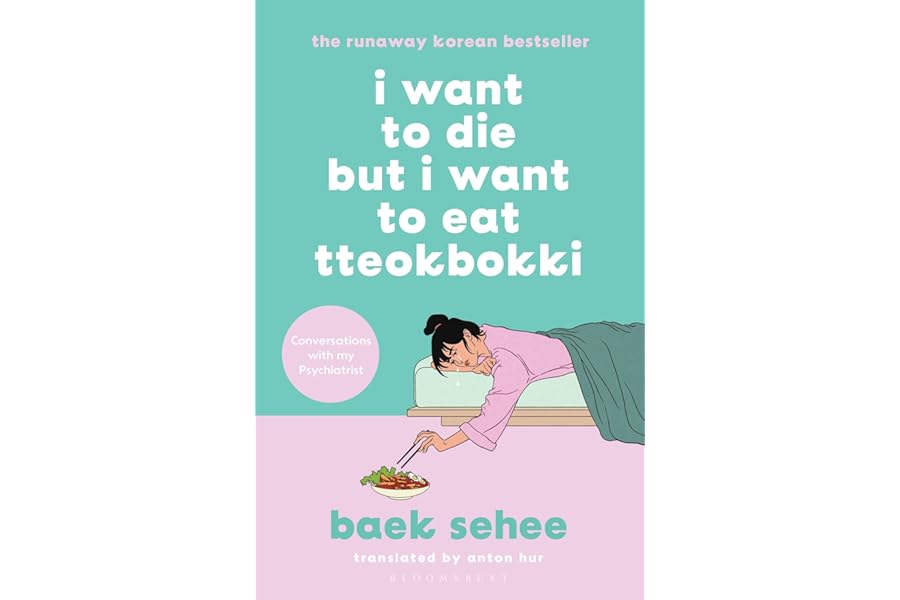 the runaway korean bestseller
i want
to die
but i want
to eat
tteokbokki
Conversations
with my
Psychiatrist
baek sehee
translated by anton hur
BLOOMSBURY